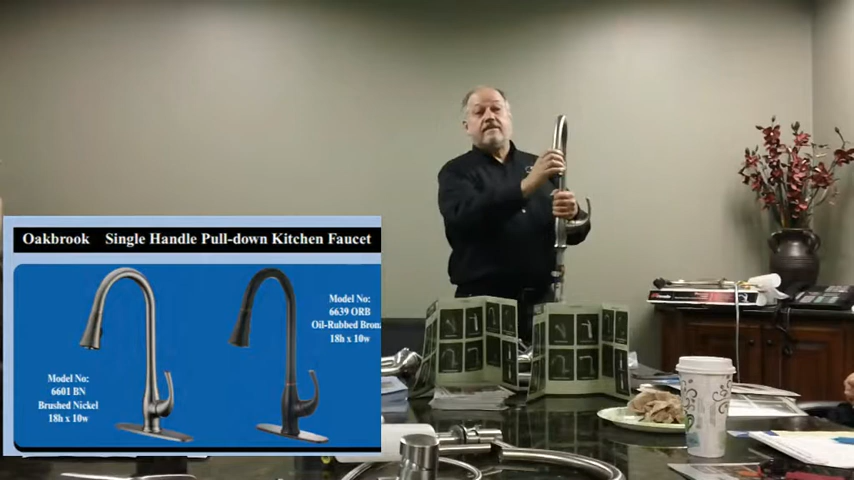 Oakbrook Single Handle Pull-down Kitchen Faucet
Model No:
6639 ORB
Oil-Rubbed
18h x 10w
Model No:
6601 BN
Brushed Nickel
18h x 10w